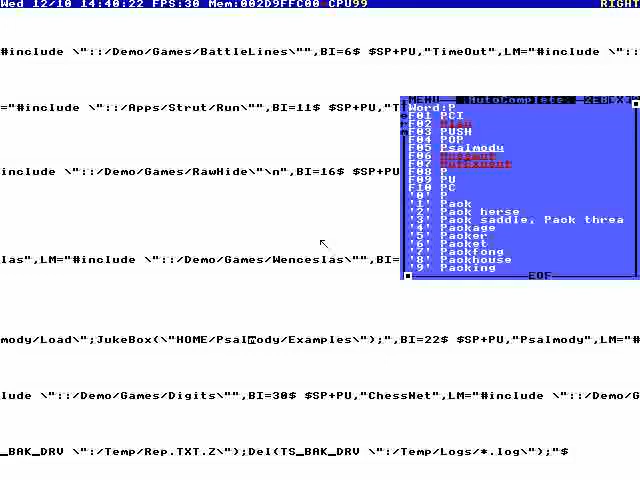 Wed 12/10 14:40:22 FPS:30 Mem:002D9FFC00 CPU99 RIGHT
#include \"::/Demo/Games/BattleLines\"",BI=6$ $SP+PU,"TimeOut",LM="#include \"::
="#include \"::/Apps/Strut/Run\"",BI=11$ $SP+PU,"T
MENU AutoComplete
Word:P
F01 PCI
F02
F03 PUSH
F04 POP
F05 Psalmody
F06
F07
F08 P
F09 PU
F10 PC
'0' P
'1' Pack
'2' Pack horse
'3' Pack saddle, Pack threa
'4' Package
'5' Packer
'6' Packet
'7' Packfong
'8' Packhouse
'9' Packing
EOF
include \"::/Demo/Games/RawHide\"\n",BI=16$ $SP+PU
las",LM="#include \"::/Demo/Games/Wenceslas\"",BI=
mody/Load\";JukeBox(\"HOME/Psalmody/Examples\");",BI=22$ $SP+PU,"Psalmody",LM="#
lude \"::/Demo/Games/Digits\"",BI=30$ $SP+PU,"ChessNet",LM="#include \"::/Demo/G
_BAK_DRV \":/Temp/Rep.TXT.Z\");Del(TS_BAK_DRV \":/Temp/Logs/*.log\");"$